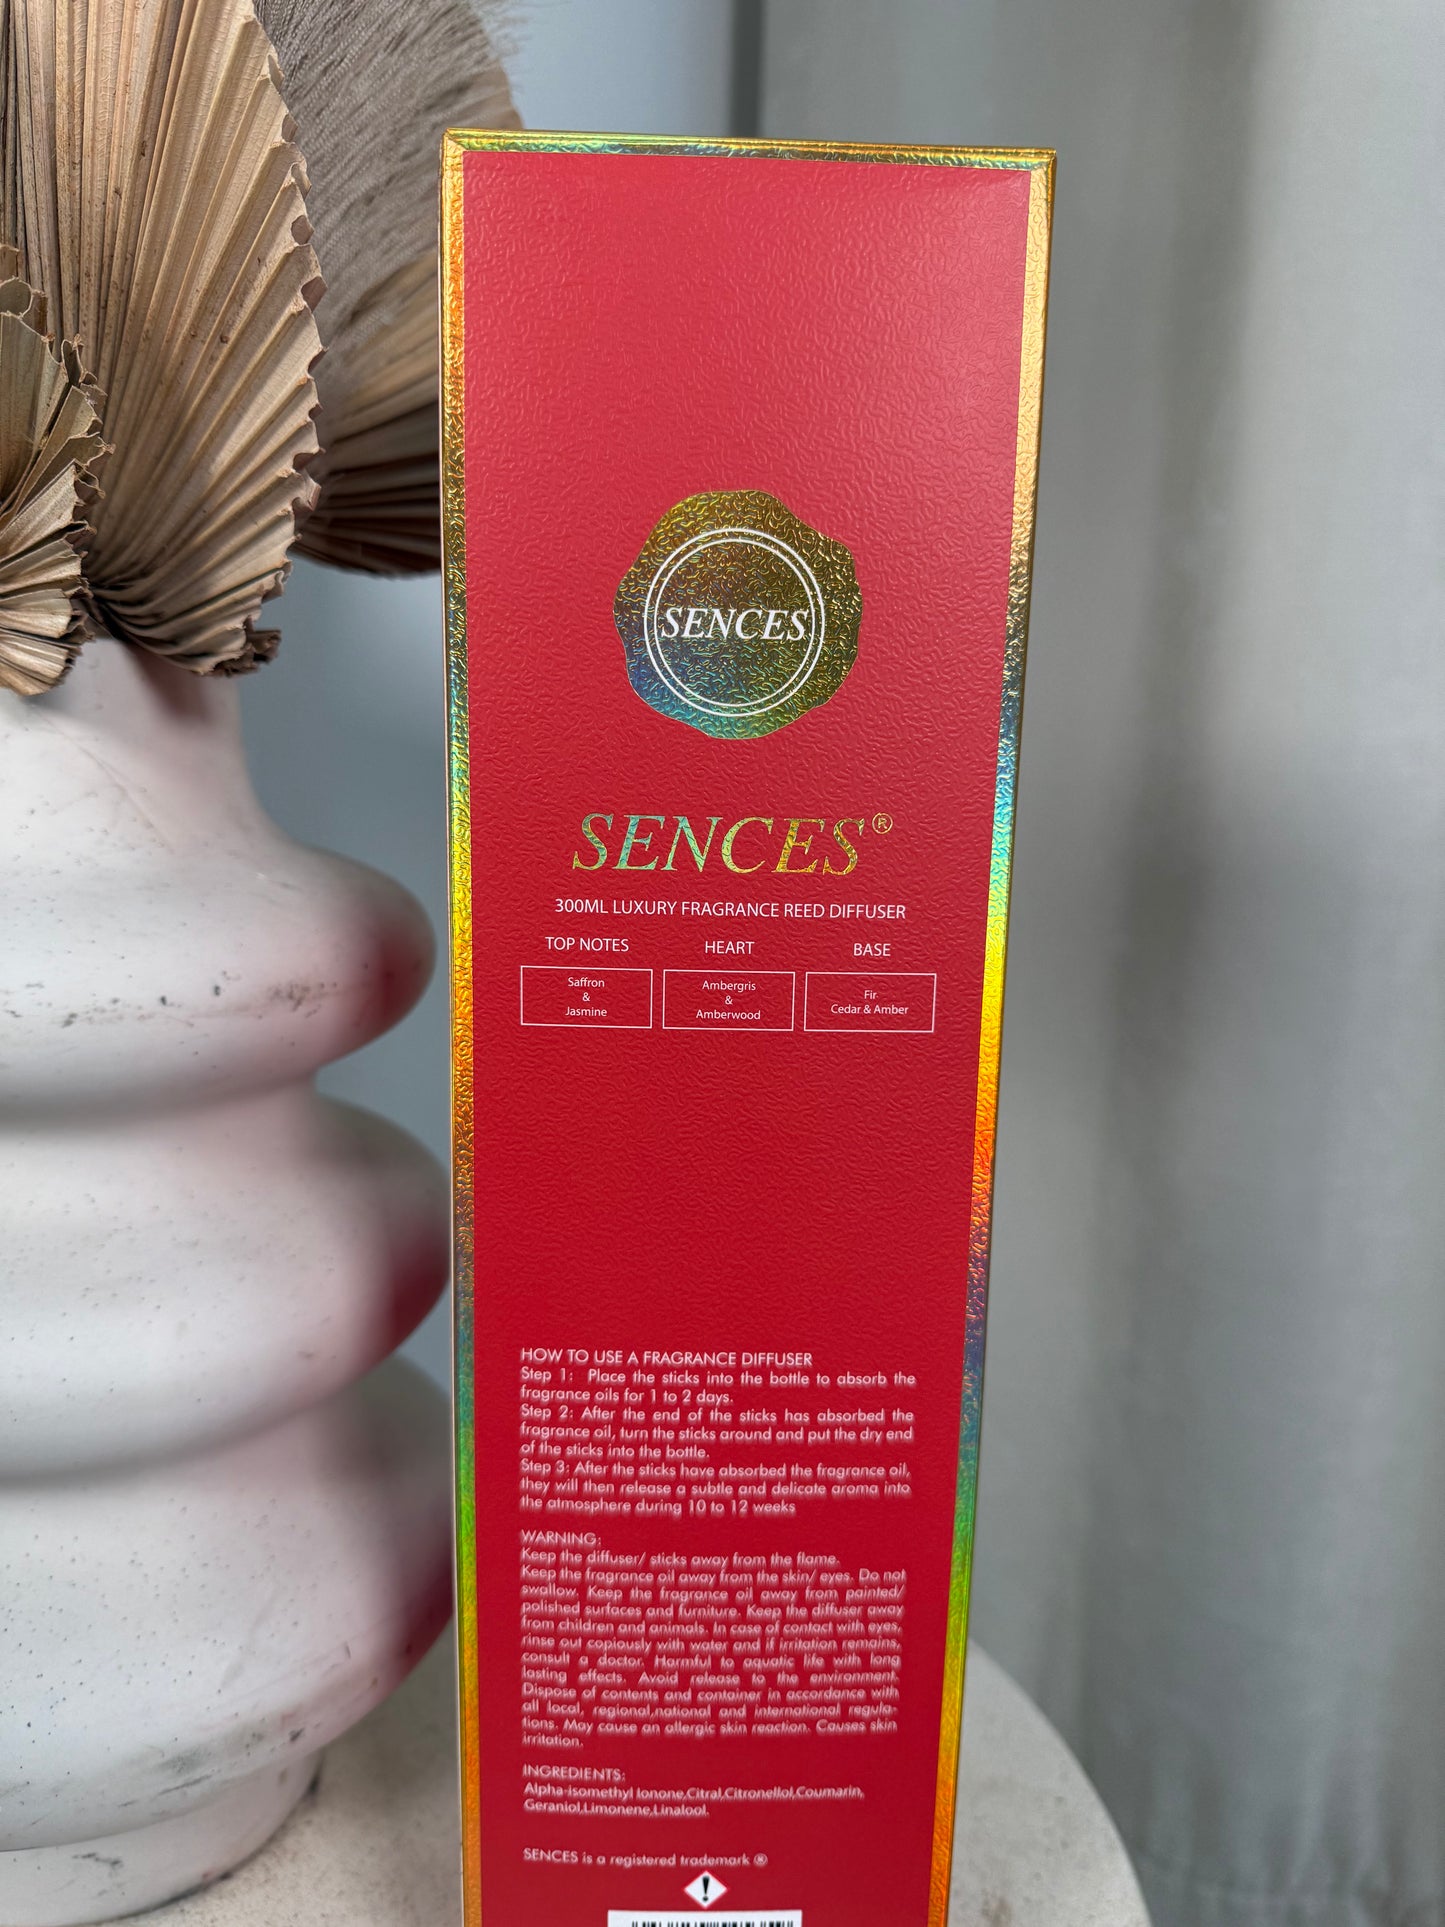 SENCES
SENCES®
300ML LUXURY FRAGRANCE REED DIFFUSER
TOP NOTES HEART BASE
Saffron
&
Jasmine
Ambergris
&
Amberwood
Fir
Cedar & Amber
HOW TO USE A FRAGRANCE DIFFUSER
Step 1: Place the sticks into the bottle to absorb the
fragrance oils for 1 to 2 days.
Step 2: After the end of the sticks has absorbed the
fragrance oil, turn the sticks around and put the dry end
of the sticks into the bottle.
Step 3: After the sticks have absorbed the fragrance oil,
they will then release a subtle and delicate aroma into
the atmosphere during 10 to 12 weeks
WARNING:
Keep the diffuser/ sticks away from the flame.
Keep the fragrance oil away from the skin/ eyes. Do not
swallow. Keep the fragrance oil away from painted/
polished surfaces and furniture. Keep the diffuser away
from children and animals. In case of contact with eyes,
rinse out copiously with water and if irritation remains,
consult a doctor. Harmful to aquatic life with long
lasting effects. Avoid release to the environment.
Dispose of contents and container in accordance with
all local, regional,national and international regula-
tions. May cause an allergic skin reaction. Causes skin
irritation.
INGREDIENTS:
Alpha-isomethyl Ionone,Citral,Citronellol,Coumarin,
Geraniol,Limonene,Linalool.
SENCES is a registered trademark ®